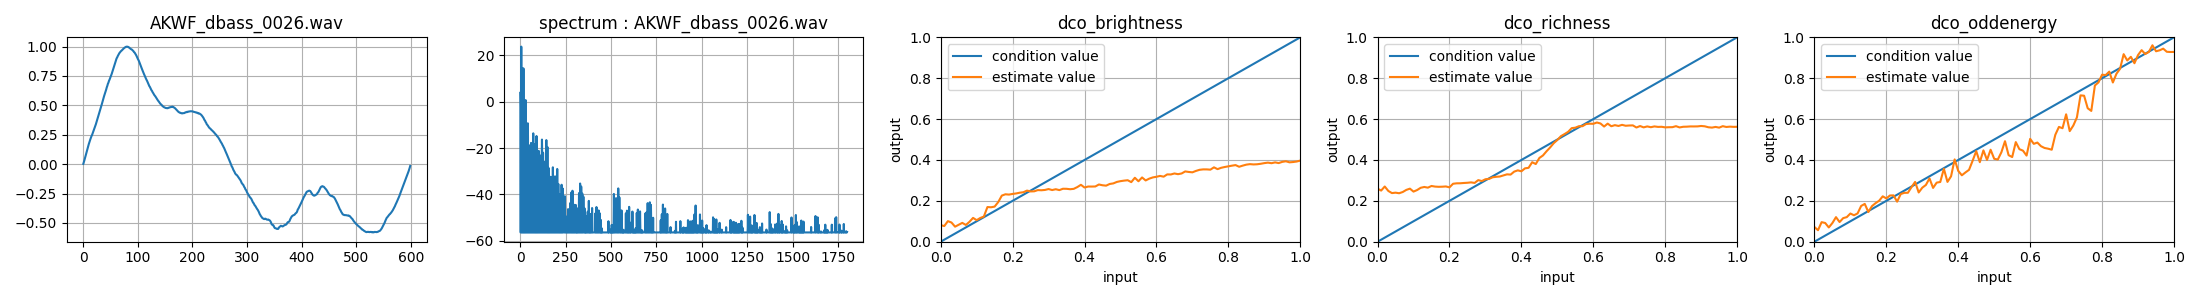 AKWF_dbass_0026.wav
1.00
0.75
0.50
0.25
0.00
−0.25
−0.50
0 100 200 300 400 500 600
spectrum : AKWF_dbass_0026.wav
20
0
−20
−40
−60
0 250 500 750 1000 1250 1500 1750
dco_brightness
condition value
estimate value
output
1.0
0.8
0.6
0.4
0.2
0.0
0.0 0.2 0.4 0.6 0.8 1.0
input
dco_richness
condition value
estimate value
output
1.0
0.8
0.6
0.4
0.2
0.0
0.0 0.2 0.4 0.6 0.8 1.0
input
dco_oddenergy
condition value
estimate value
output
1.0
0.8
0.6
0.4
0.2
0.0
0.0 0.2 0.4 0.6 0.8 1.0
input